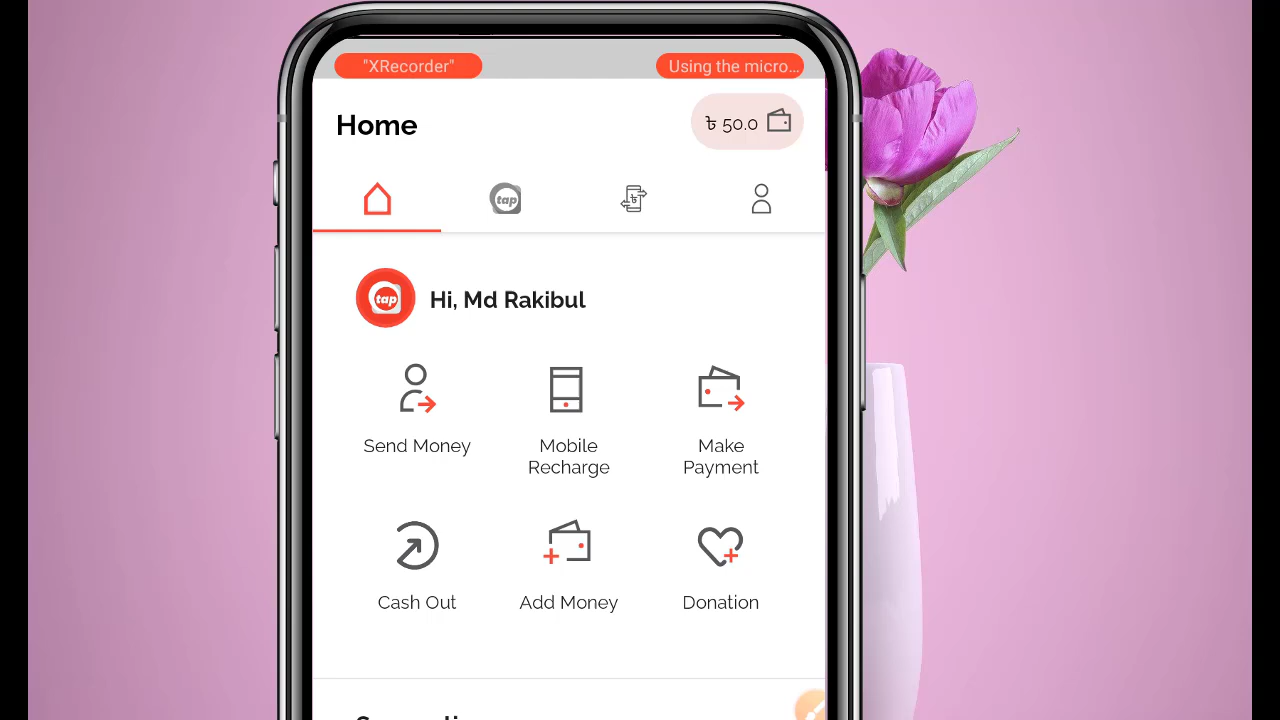 "XRecorder"
Using the micro...
Home
৳ 50.0
tap
৳
tap
Hi, Md Rakibul
Send Money
Mobile
Recharge
Make
Payment
Cash Out
Add Money
Donation